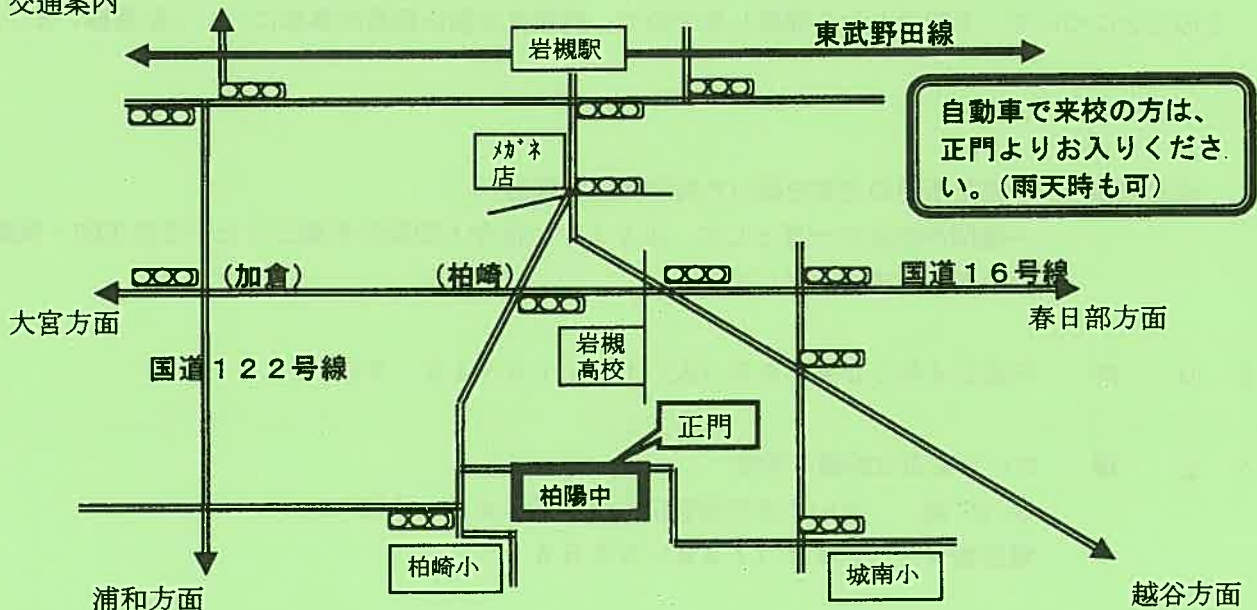 交通案内
岩槻駅
東武野田線
自動車で来校の方は、
正門よりお入りくださ
い。(雨天時も可)
ﾒｶﾞﾈ
店
(加倉)
(柏崎)
国道16号線
大宮方面
春日部方面
岩槻
高校
国道122号線
正門
柏陽中
柏崎小
城南小
浦和方面
越谷方面